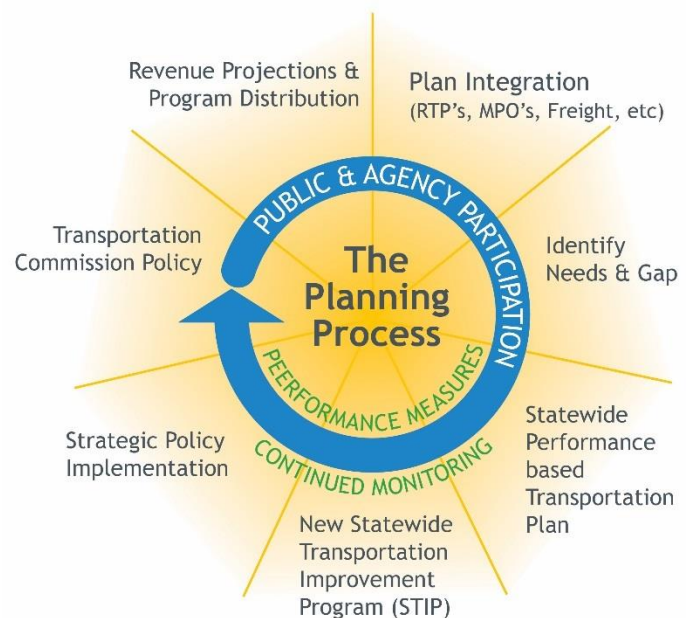 Revenue Projections &
Program Distribution
Plan Integration
(RTP's, MPO's, Freight, etc)
PUBLIC & AGENCY PARTICIPATION
Transportation
Commission Policy
The
Planning
Process
Identify
Needs & Gap
PEERFORMANCE MEASURES
CONTINUED MONITORING
Strategic Policy
Implementation
Statewide
Performance
based
Transportation
Plan
New Statewide
Transportation
Improvement
Program (STIP)